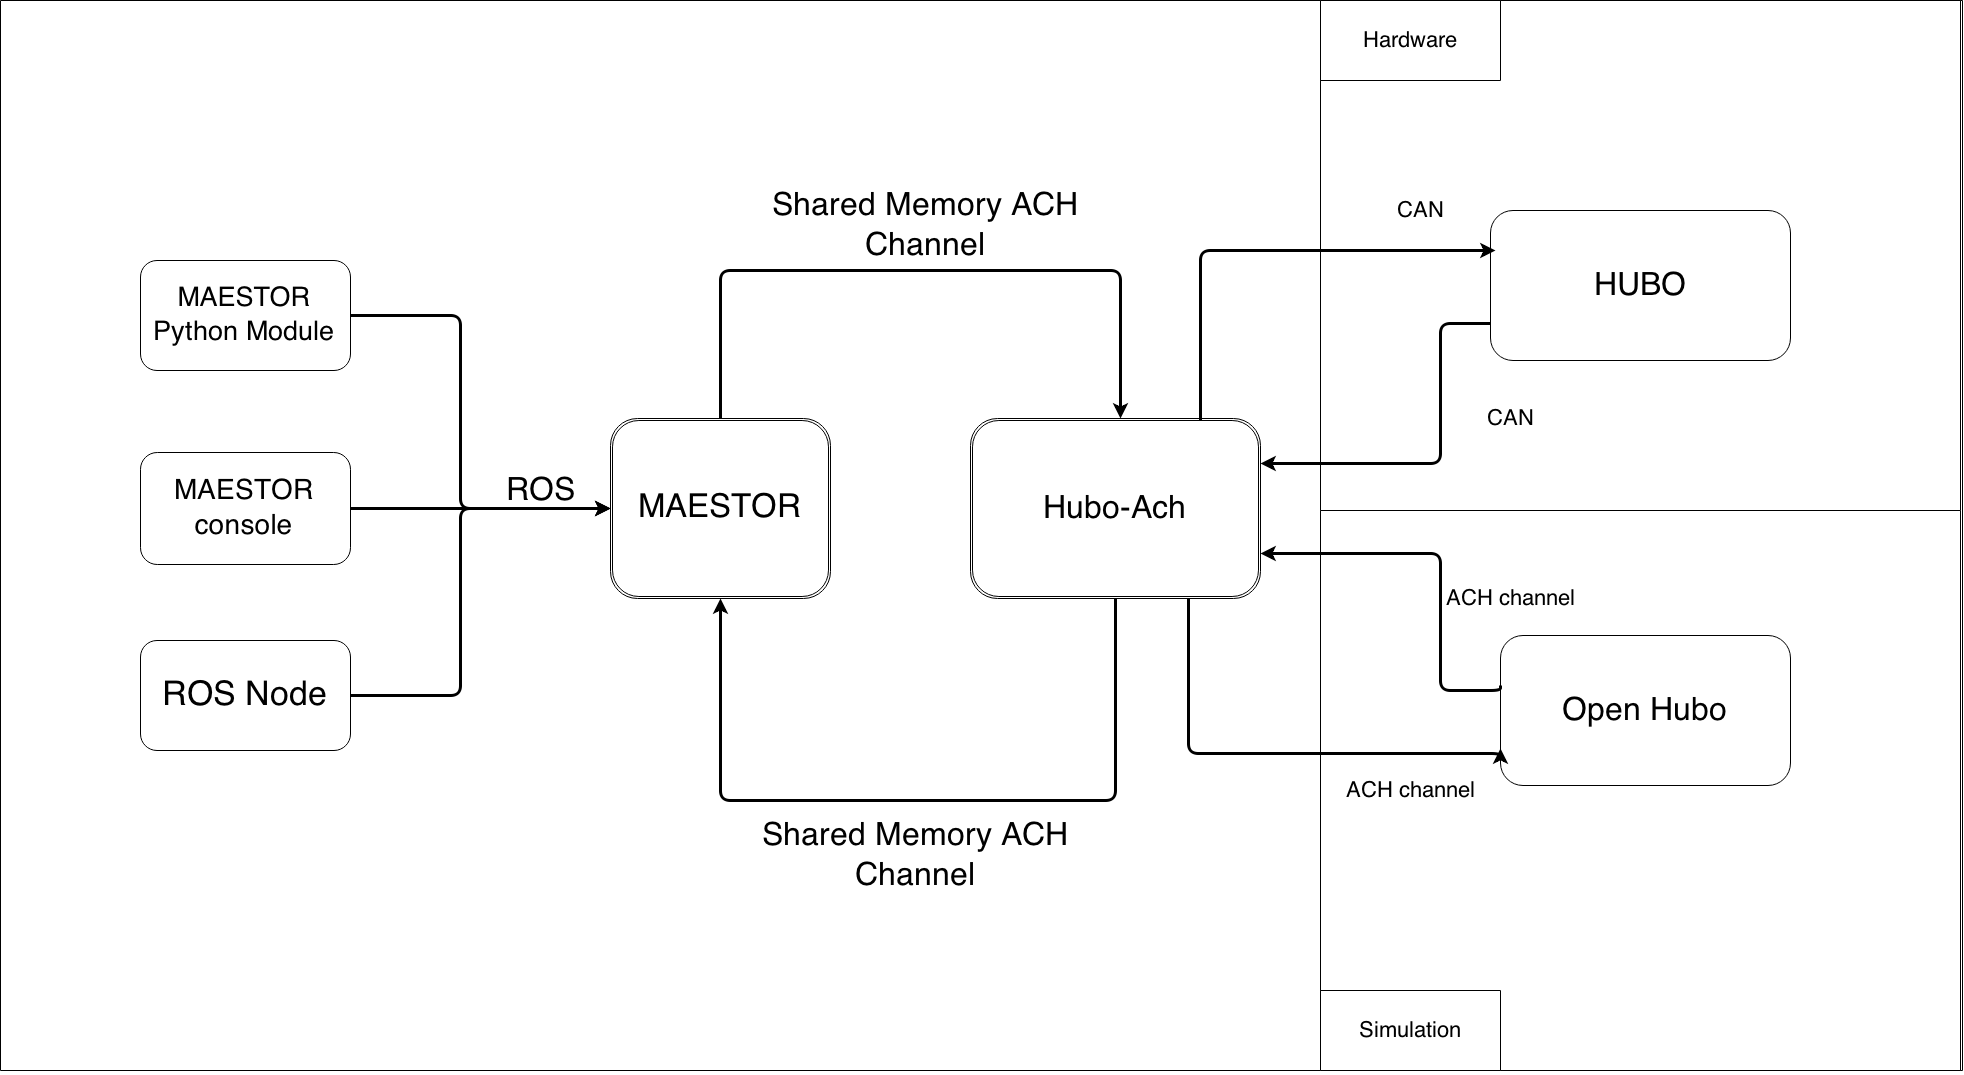 Hardware
Shared Memory ACH
Channel
CAN
HUBO
MAESTOR
Python Module
CAN
MAESTOR
console
ROS
MAESTOR
Hubo-Ach
ACH channel
ROS Node
Open Hubo
ACH channel
Shared Memory ACH
Channel
Simulation